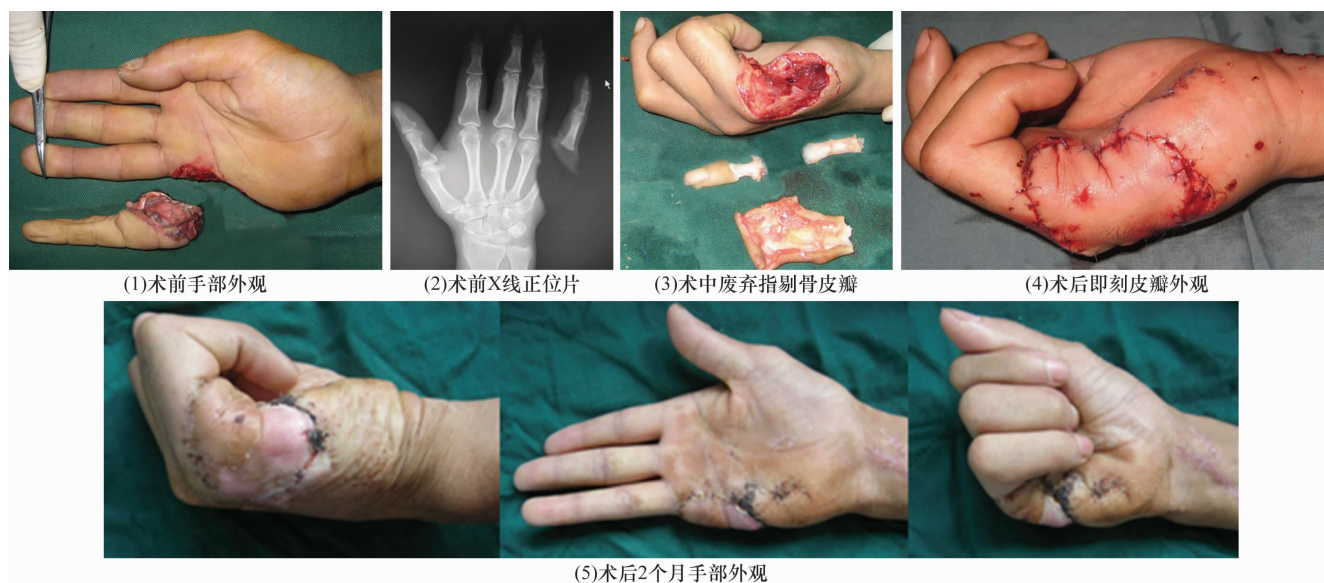 (1)术前手部外观
(2)术前X线正位片
(3)术中废弃指剔骨皮瓣
(4)术后即刻皮瓣外观
(5)术后2个月手部外观